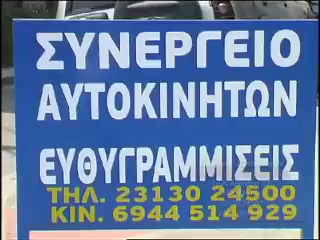 ΣΥΝΕΡΓΕΙΟ
ΑΥΤΟΚΙΝΗΤΩΝ
ΕΥΘΥΓΡΑΜΜΙΣΕΙΣ
ΤΗΛ. 23130 24500
ΚΙΝ. 6944 514 929